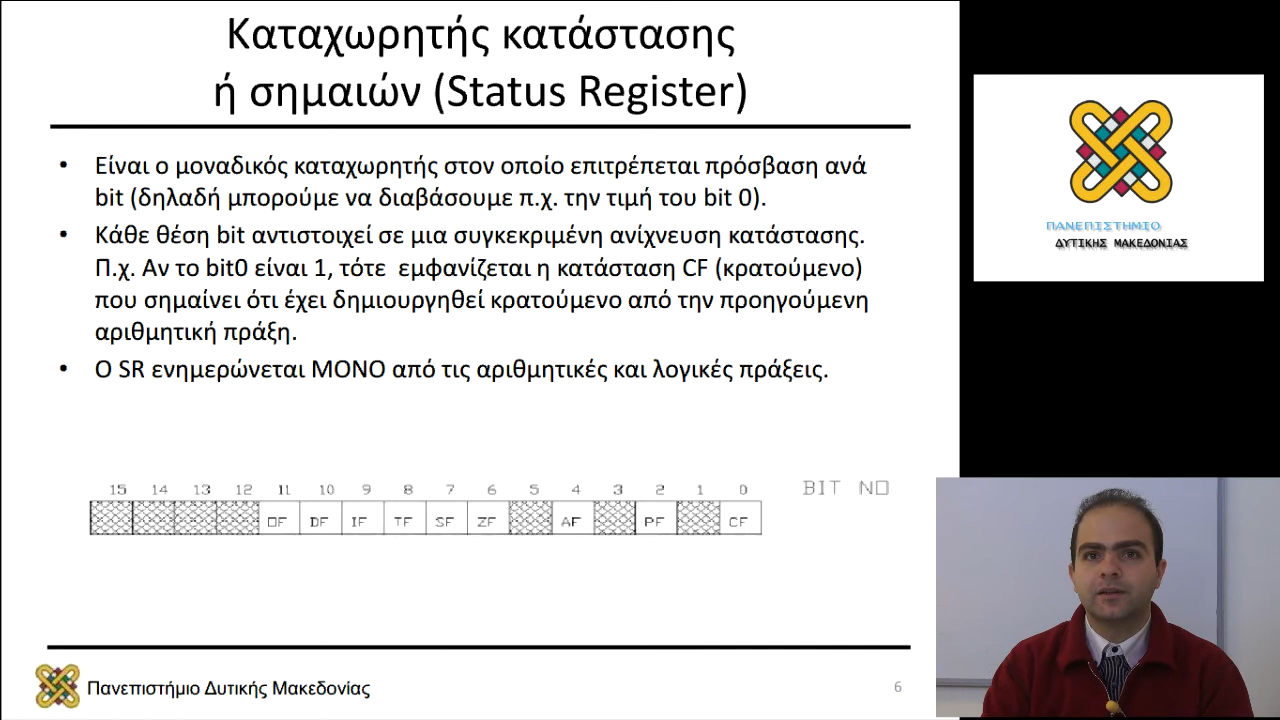 Καταχωρητής κατάστασης
ή σημαιών (Status Register)
• Είναι ο μοναδικός καταχωρητής στον οποίο επιτρέπεται πρόσβαση ανά
bit (δηλαδή μπορούμε να διαβάσουμε π.χ. την τιμή του bit 0).
• Κάθε θέση bit αντιστοιχεί σε μια συγκεκριμένη ανίχνευση κατάστασης.
Π.χ. Αν το bit0 είναι 1, τότε εμφανίζεται η κατάσταση CF (κρατούμενο)
που σημαίνει ότι έχει δημιουργηθεί κρατούμενο από την προηγούμενη
αριθμητική πράξη.
• Ο SR ενημερώνεται ΜΟΝΟ από τις αριθμητικές και λογικές πράξεις.
15 14 13 12 11 10 9 8 7 6 5 4 3 2 1 0 BIT NO
OF DF IF TF SF ZF AF PF CF
Πανεπιστήμιο Δυτικής Μακεδονίας
6
ΠΑΝΕΠΙΣΤΗΜΙΟ
ΔΥΤΙΚΗΣ ΜΑΚΕΔΟΝΙΑΣ